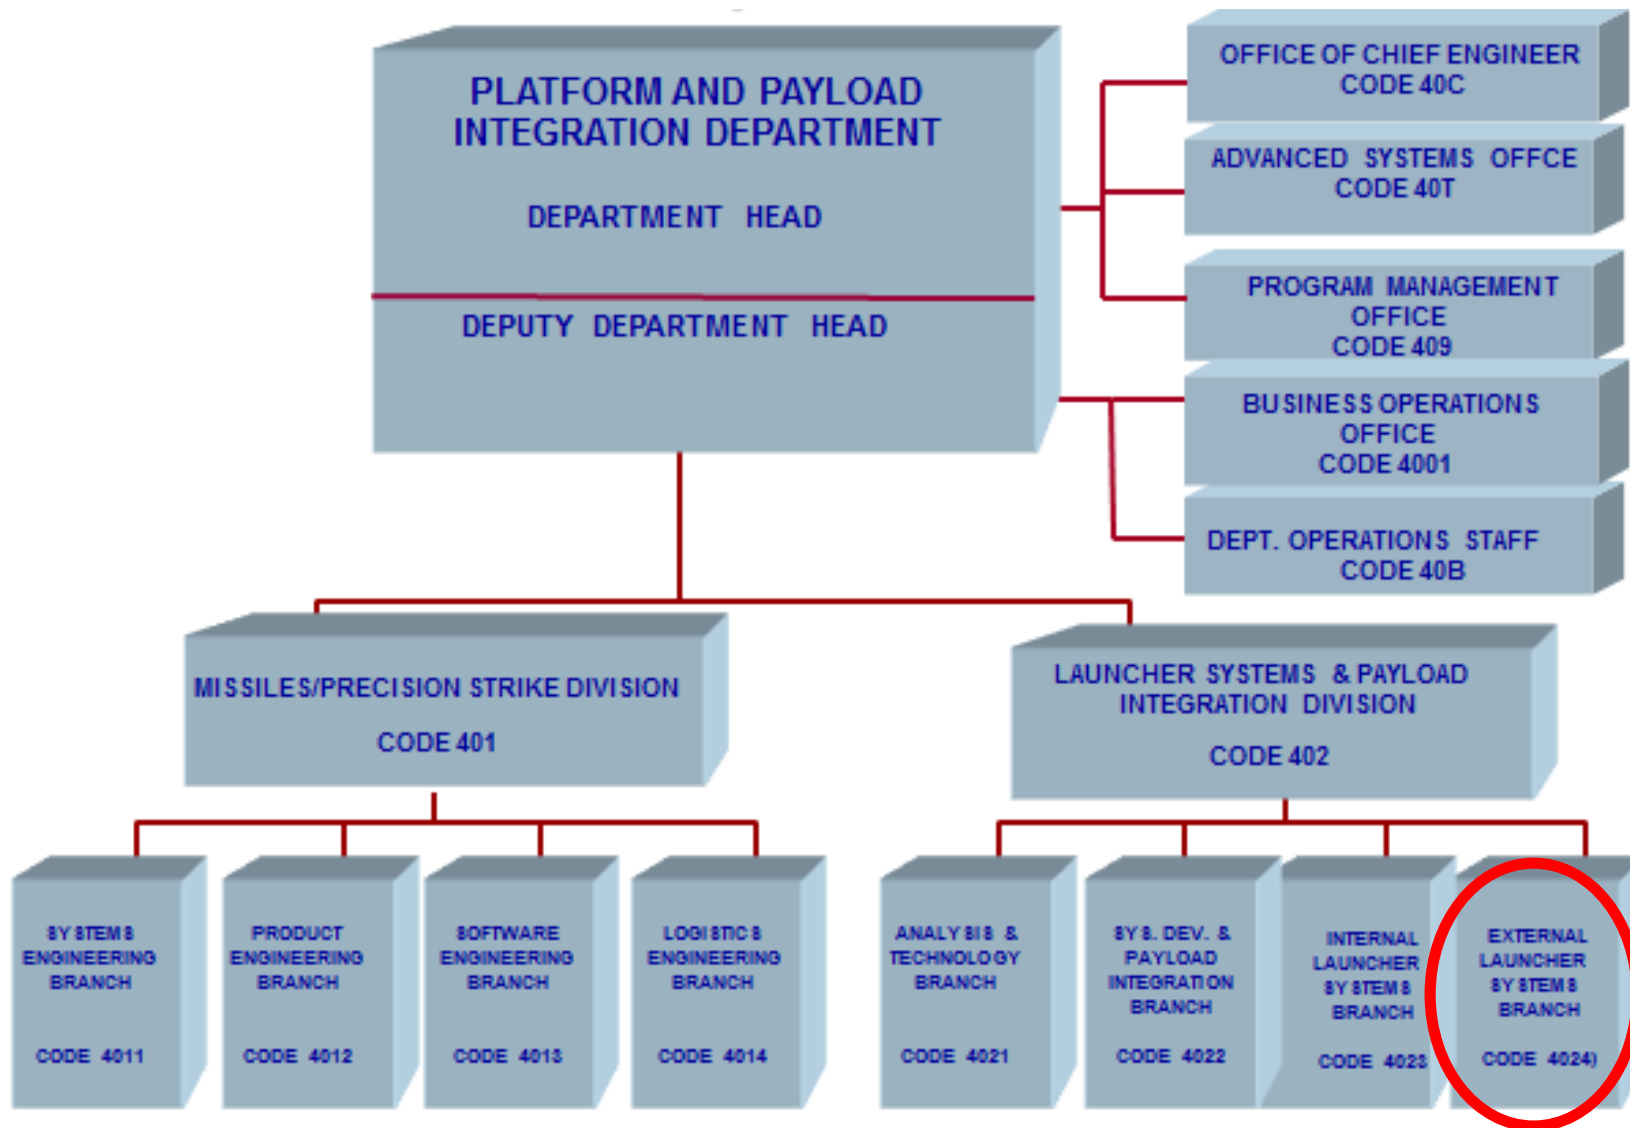 PLATFORM AND PAYLOAD
INTEGRATION DEPARTMENT
DEPARTMENT HEAD
DEPUTY DEPARTMENT HEAD
OFFICE OF CHIEF ENGINEER
CODE 40C
ADVANCED SYSTEMS OFFCE
CODE 40T
PROGRAM MANAGEMENT
OFFICE
CODE 409
BUSINESS OPERATIONS
OFFICE
CODE 4001
DEPT. OPERATIONS STAFF
CODE 40B
MISSILES/PRECISION STRIKE DIVISION
CODE 401
LAUNCHER SYSTEMS & PAYLOAD
INTEGRATION DIVISION
CODE 402
SYSTEMS
ENGINEERING
BRANCH
CODE 4011
PRODUCT
ENGINEERING
BRANCH
CODE 4012
SOFTWARE
ENGINEERING
BRANCH
CODE 4013
LOGISTICS
ENGINEERING
BRANCH
CODE 4014
ANALYSIS &
TECHNOLOGY
BRANCH
CODE 4021
SYS. DEV. &
PAYLOAD
INTEGRATION
BRANCH
CODE 4022
INTERNAL
LAUNCHER
SYSTEMS
BRANCH
CODE 4023
EXTERNAL
LAUNCHER
SYSTEMS
BRANCH
CODE 4024)